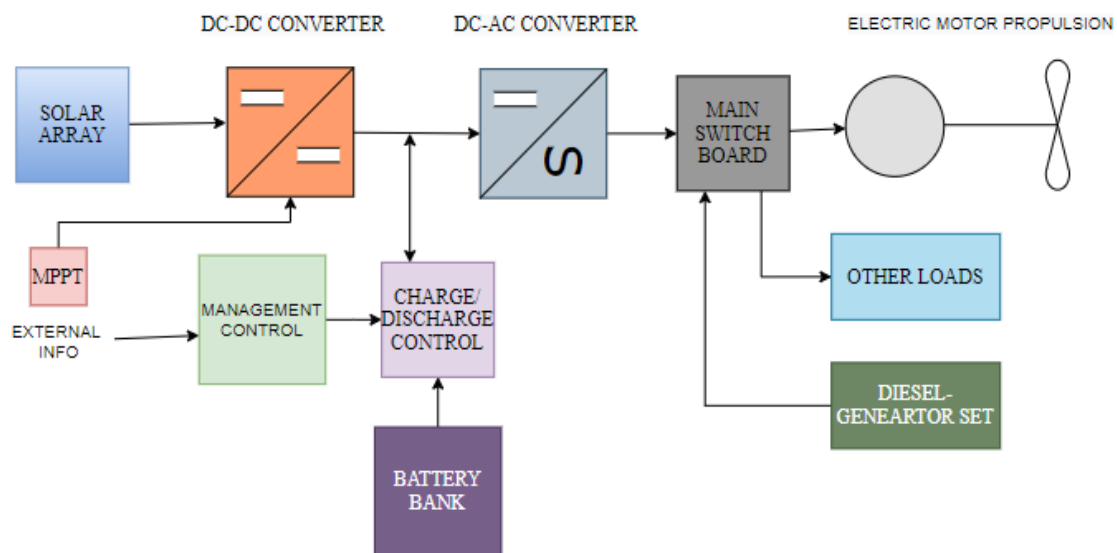 DC-DC CONVERTER
DC-AC CONVERTER
ELECTRIC MOTOR PROPULSION
SOLAR
ARRAY
MAIN
SWITCH
BOARD
MPPT
EXTERNAL
INFO
MANAGEMENT
CONTROL
CHARGE/
DISCHARGE
CONTROL
OTHER LOADS
DIESEL-
GENEARTOR SET
BATTERY
BANK